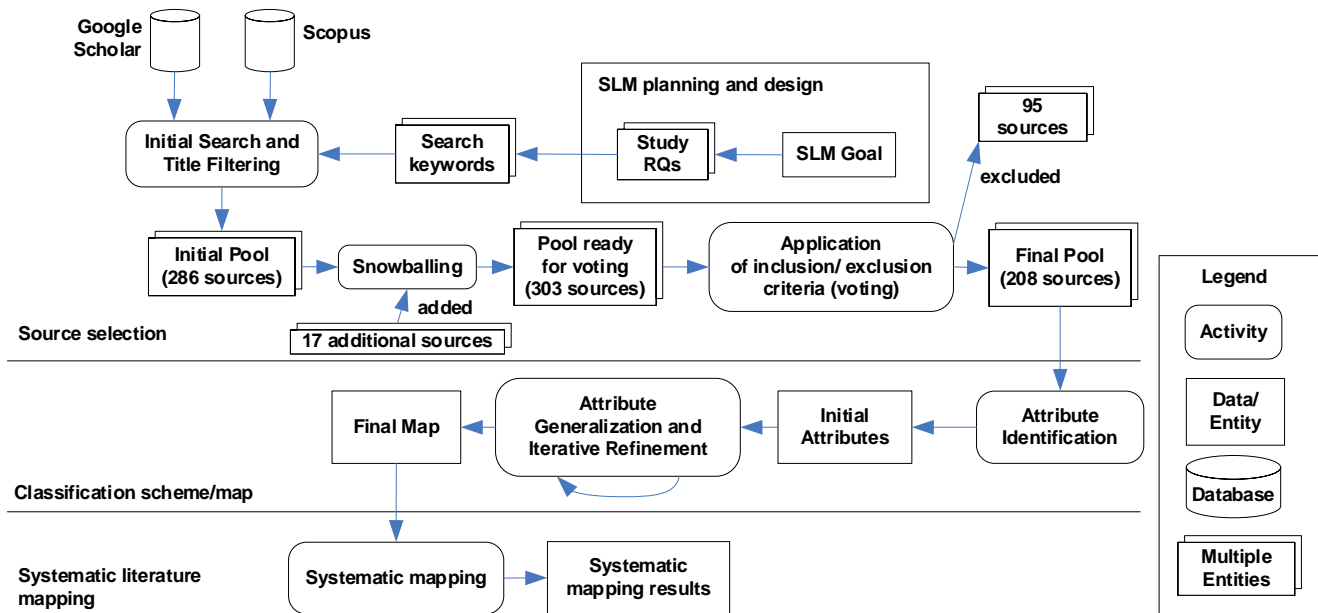 Google
Scholar
Scopus
SLM planning and design
95
sources
Initial Search and
Title Filtering
Search
keywords
Study
RQs
SLM Goal
excluded
Initial Pool
(286 sources)
Snowballing
Pool ready
for voting
(303 sources)
Application
of inclusion/ exclusion
criteria (voting)
Final Pool
(208 sources)
added
17 additional sources
Source selection
Final Map
Attribute
Generalization and
Iterative Refinement
Initial
Attributes
Attribute
Identification
Classification scheme/map
Systematic literature
mapping
Systematic mapping
Systematic
mapping results
Legend
Activity
Data/
Entity
Database
Multiple
Entities